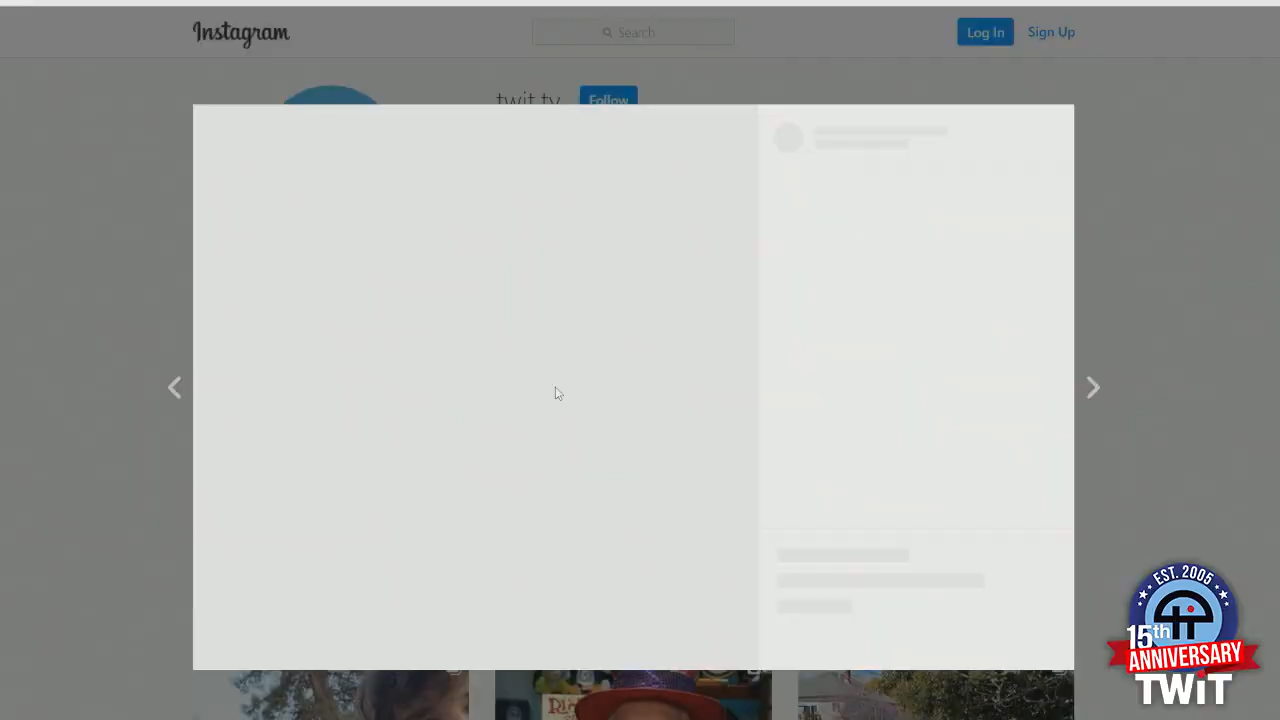 Instagram
Search
Log In
Sign Up
twit.tv
Follow
EST. 2005
15th
ANNIVERSARY
TWiT